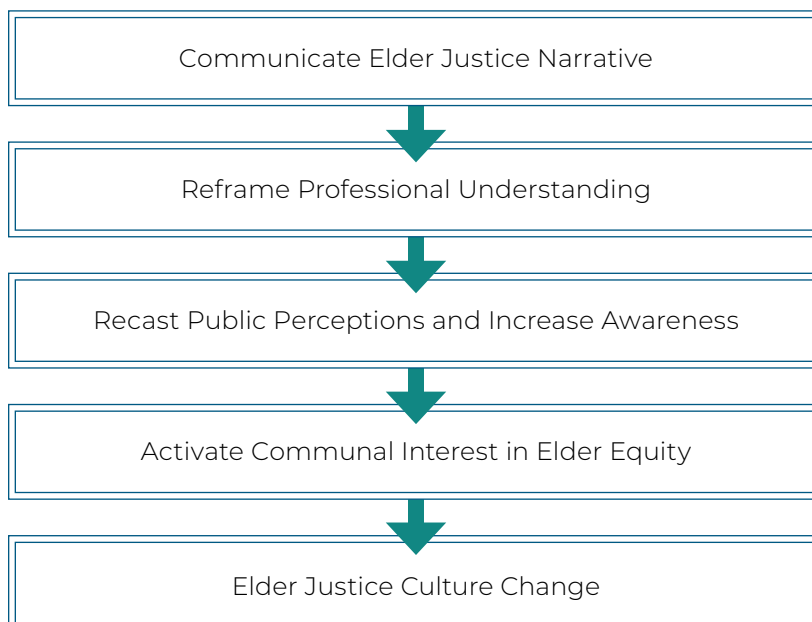 Communicate Elder Justice Narrative
Reframe Professional Understanding
Recast Public Perceptions and Increase Awareness
Activate Communal Interest in Elder Equity
Elder Justice Culture Change